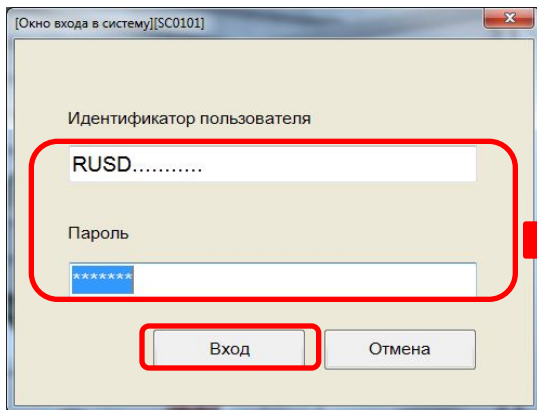 [Окно входа в систему][SC0101]
Идентификатор пользователя
RUSD...........
Пароль
*******
Вход
Отмена